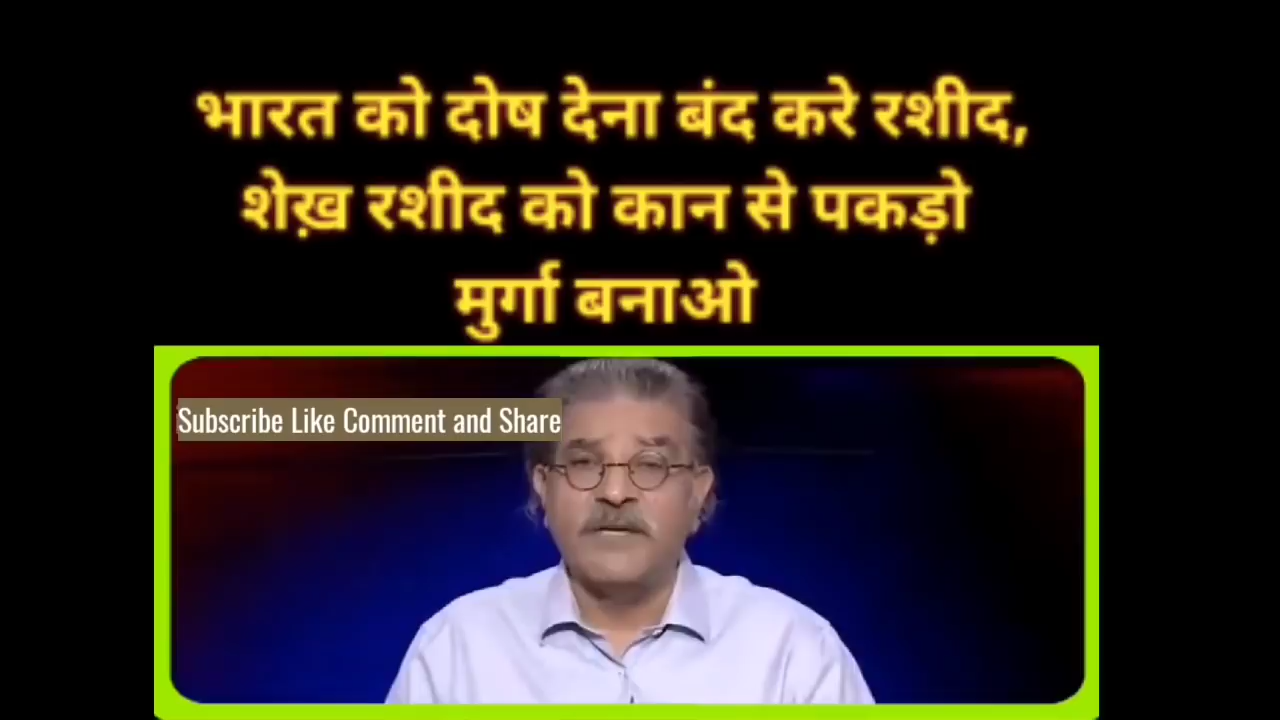 भारत को दोष देना बंद करे रशीद,
शेख़ रशीद को कान से पकड़ो
मुर्गा बनाओ
Subscribe Like Comment and Share